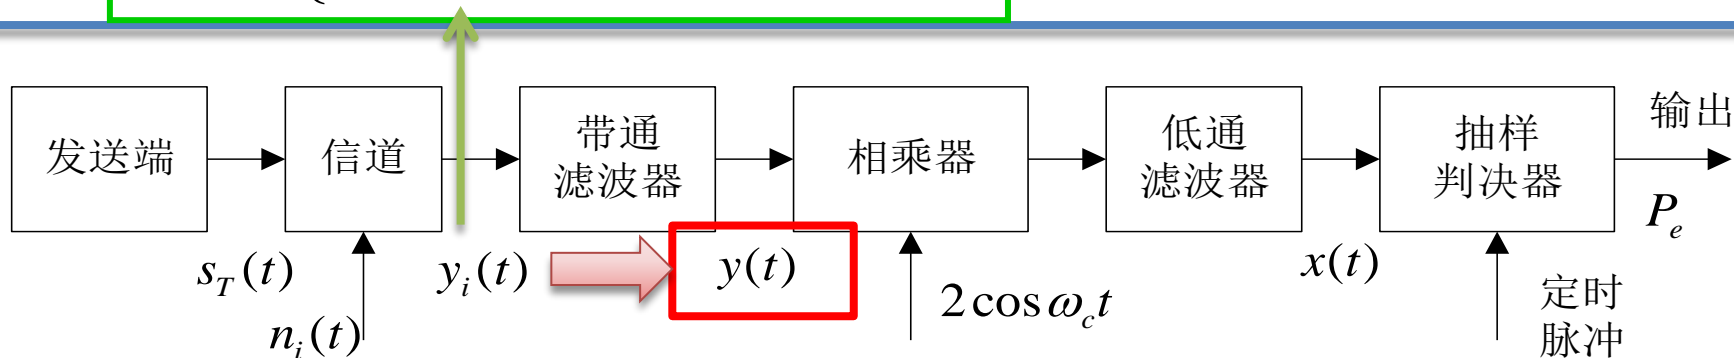 发送端
信道
带通
滤波器
相乘器
低通
滤波器
抽样
判决器
输出
P_e
s_T(t)
n_i(t)
y_i(t)
y(t)
2cosω_c t
x(t)
定时
脉冲